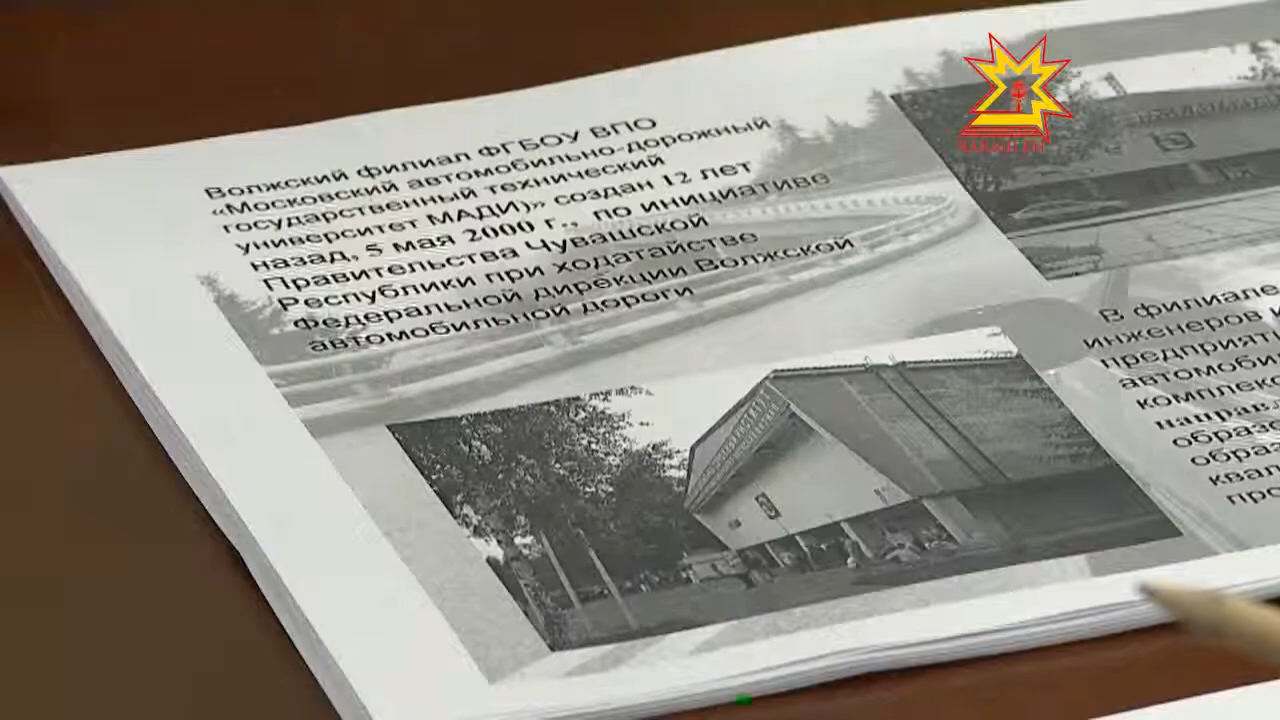 Волжский филиал ФГБОУ ВПО
«Московский автомобильно-дорожный
государственный технический
университет МАДИ)» создан 12 лет
назад, 5 мая 2000 г., по инициативе
Правительства Чувашской
Республики при ходатайстве
Федеральной дирекции Волжской
автомобильной дороги
В филиале
инженеров
предприят
автомоби
комплекс
направл
образо
образ
квал
про